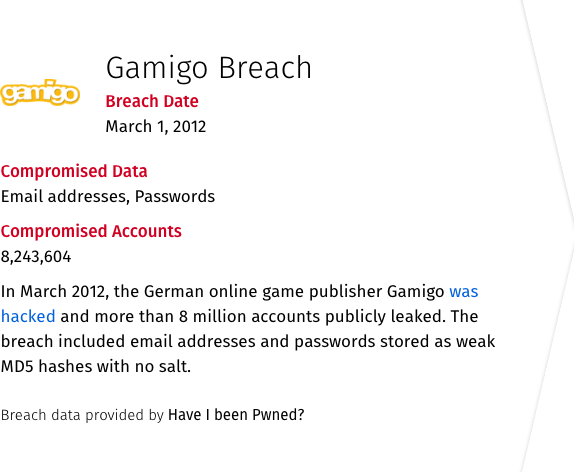 Gamigo Breach
gamigo
Breach Date
March 1, 2012
Compromised Data
Email addresses, Passwords
Compromised Accounts
8,243,604
In March 2012, the German online game publisher Gamigo was
hacked and more than 8 million accounts publicly leaked. The
breach included email addresses and passwords stored as weak
MD5 hashes with no salt.
Breach data provided by Have I been Pwned?